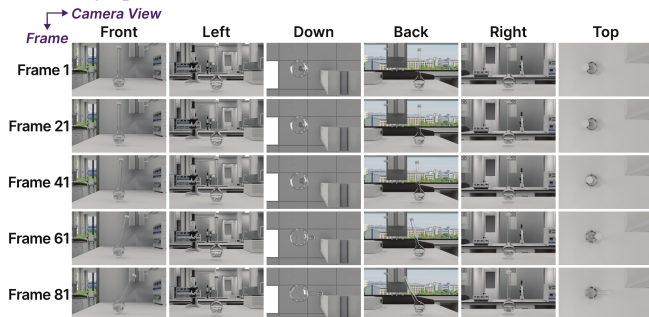 Camera View
Frame
Front Left Down Back Right Top
Frame 1
Frame 21
Frame 41
Frame 61
Frame 81